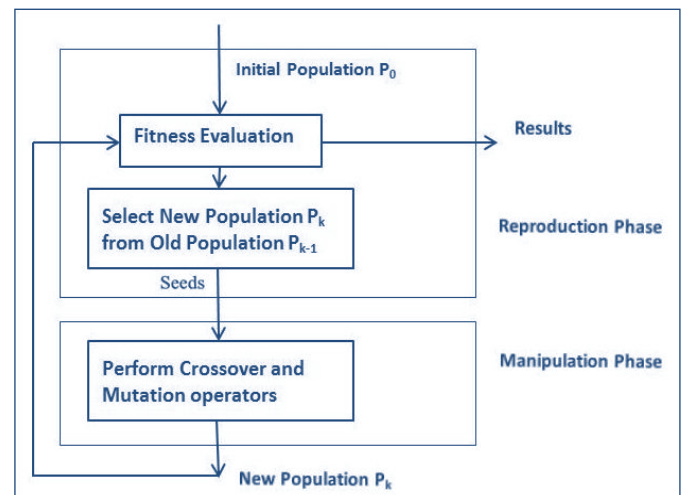 Initial Population P₀
Fitness Evaluation
Results
Select New Population Pₖ
from Old Population Pₖ₋₁
Reproduction Phase
Seeds
Perform Crossover and
Mutation operators
Manipulation Phase
New Population Pₖ